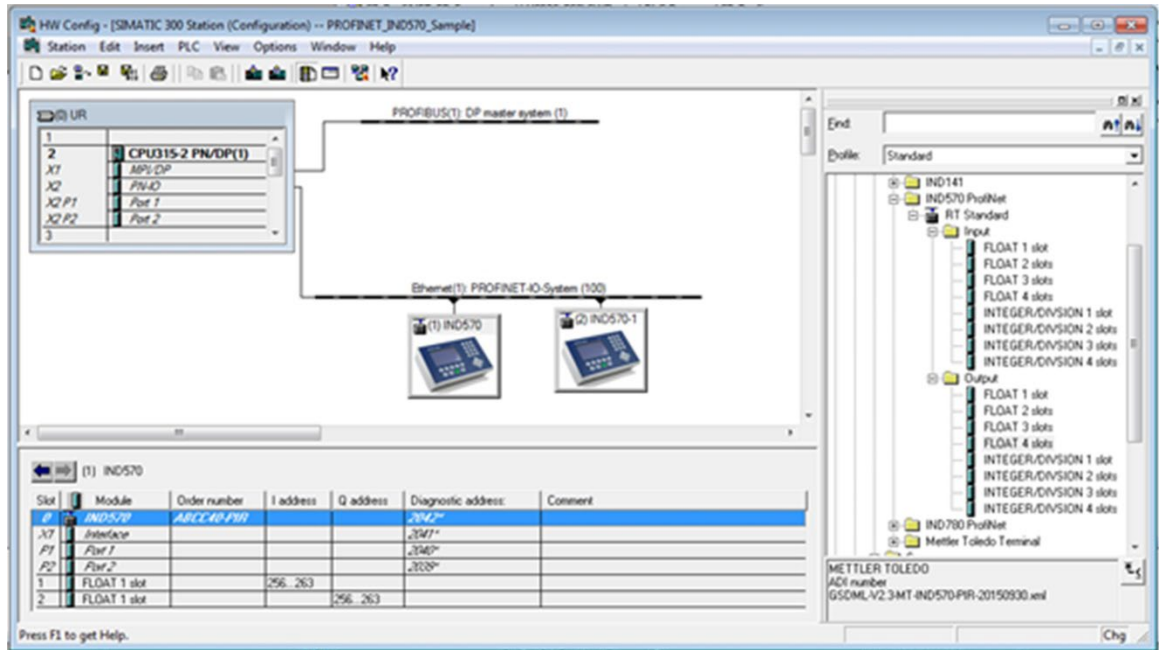 HW Config - [SIMATIC 300 Station (Configuration) -- PROFINET_IND570_Sample]
Station Edit Insert PLC View Options Window Help
(0) UR
1
2 CPU315-2 PN/DP(1)
X1 MPI/DP
X2 PN-IO
X2 P1 Port 1
X2 P2 Port 2
3
PROFIBUS(1): DP master system (1)
Ethernet(1): PROFINET-IO-System (100)
(1) IND570
(2) IND570-1
Find:
Profile: Standard
IND141
IND570 ProfiNet
RT Standard
Input
FLOAT 1 slot
FLOAT 2 slots
FLOAT 3 slots
FLOAT 4 slots
INTEGER/DIVSION 1 slot
INTEGER/DIVSION 2 slots
INTEGER/DIVSION 3 slots
INTEGER/DIVSION 4 slots
Output
FLOAT 1 slot
FLOAT 2 slots
FLOAT 3 slots
FLOAT 4 slots
INTEGER/DIVSION 1 slot
INTEGER/DIVSION 2 slots
INTEGER/DIVSION 3 slots
INTEGER/DIVSION 4 slots
IND780 ProfiNet
Mettler Toledo Terminal
METTLER TOLEDO
ADI number
GSDML-V2.3-MT-IND570-PIR-20150930.xml
(1) IND570
Slot Module Order number I address Q address Diagnostic address: Comment
0 IND570 ABCC40-PIR 2042*
X1 Interface 2041*
P1 Port 1 2040*
P2 Port 2 2039*
1 FLOAT 1 slot 256...263
2 FLOAT 1 slot 256...263
Press F1 to get Help.
Chg